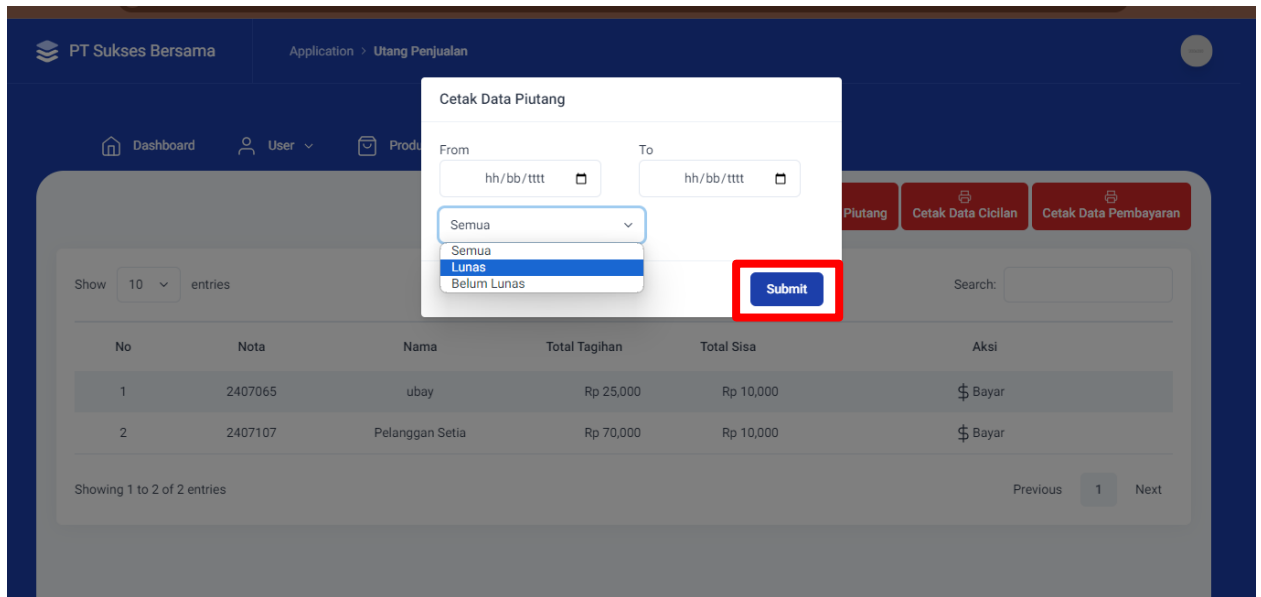 PT Sukses Bersama
Application > Utang Penjualan
Cetak Data Piutang
Dashboard
User
Produ
From
To
hh/bb/tttt
hh/bb/tttt
Semua
Semua
Lunas
Belum Lunas
Submit
Piutang
Cetak Data Cicilan
Cetak Data Pembayaran
Show 10 entries
Search:
No Nota Nama Total Tagihan Total Sisa Aksi
1 2407065 ubay Rp 25,000 Rp 10,000 $ Bayar
2 2407107 Pelanggan Setia Rp 70,000 Rp 10,000 $ Bayar
Showing 1 to 2 of 2 entries
Previous 1 Next